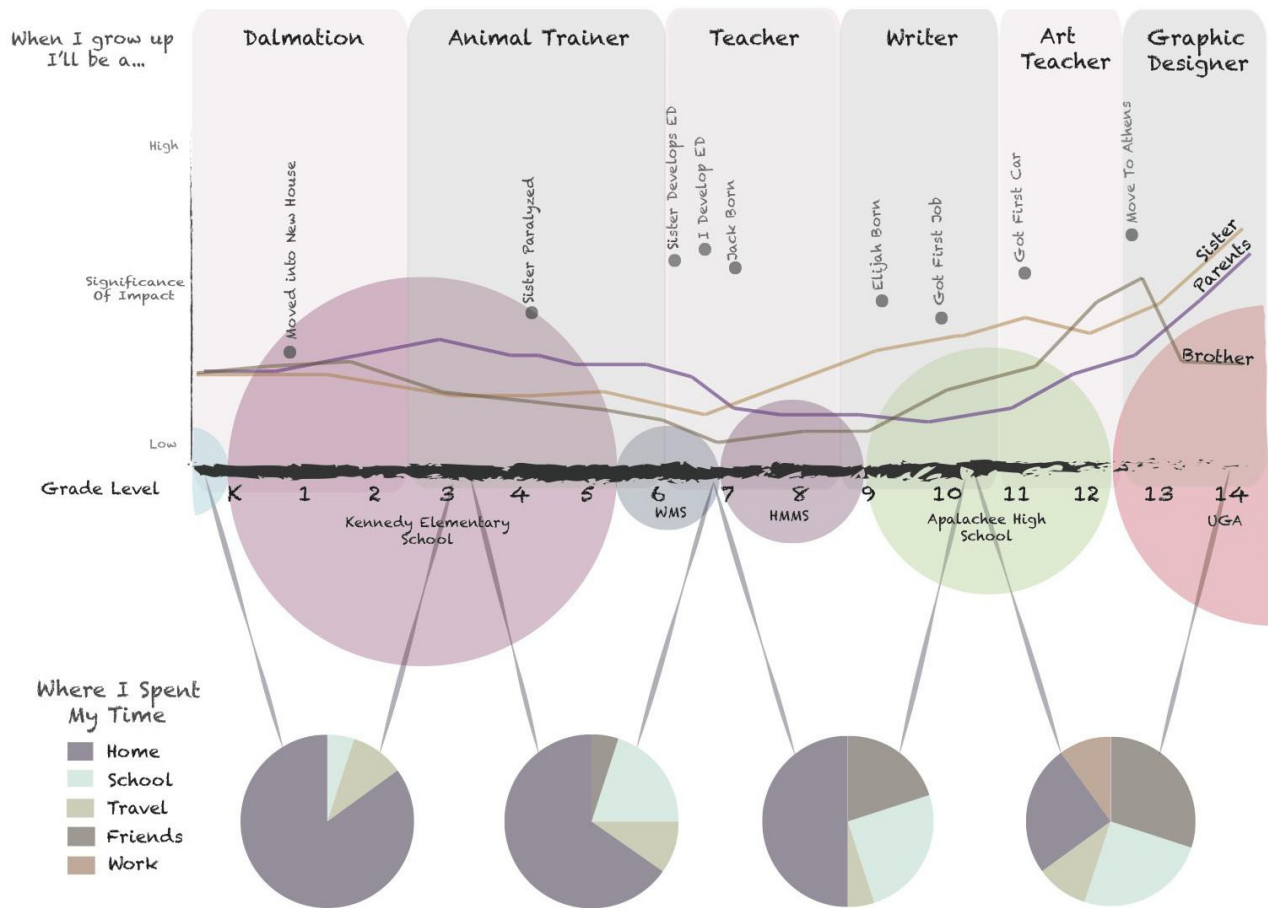 When I grow up
I'll be a...
Dalmation
Animal Trainer
Teacher
Writer
Art
Teacher
Graphic
Designer
High
Significance
Of Impact
Low
Moved into New House
Sister Paralyzed
Sister Develops ED
I Develop ED
Jack Born
Elijah Born
Got First Job
Got First Car
Move To Athens
Sister
Parents
Brother
Grade Level
K 1 2 3 4 5 6 7 8 9 10 11 12 13 14
Kennedy Elementary
School
WMS
HMMS
Apalachee High
School
UGA
Where I Spent
My Time
Home
School
Travel
Friends
Work